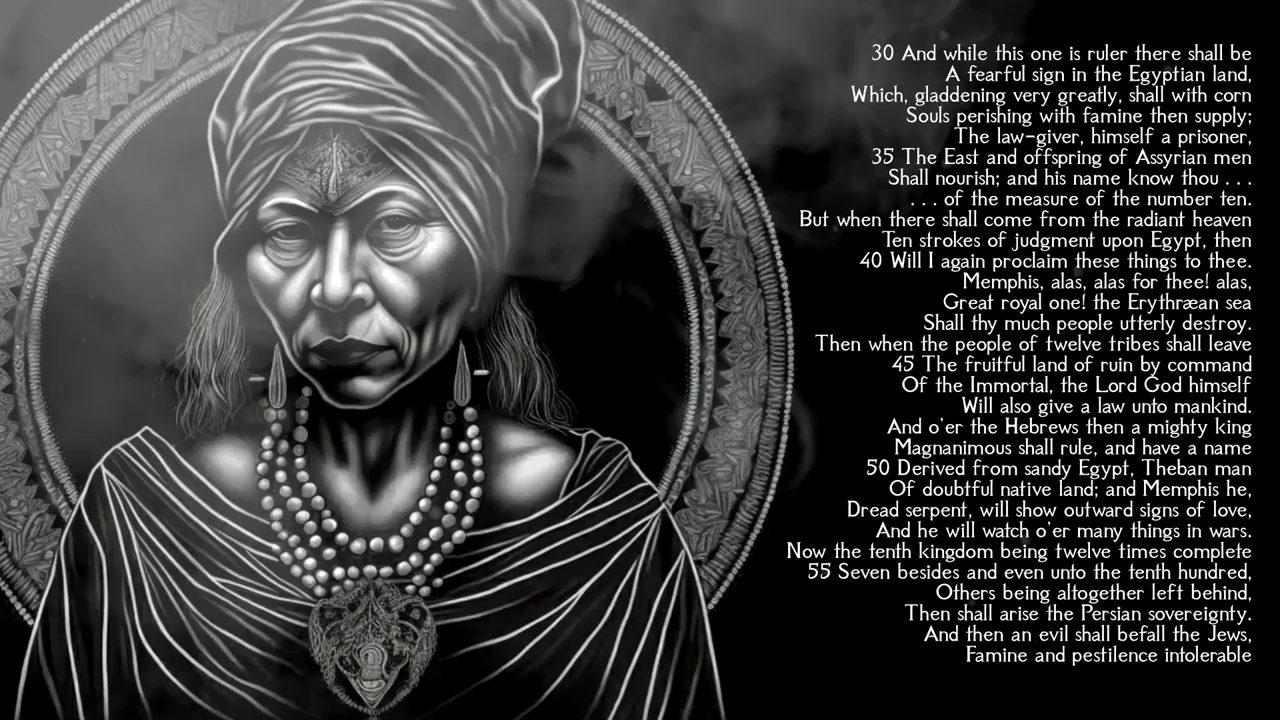 30 And while this one is ruler there shall be
A fearful sign in the Egyptian land,
Which, gladdening very greatly, shall with corn
Souls perishing with famine then supply;
The law-giver, himself a prisoner,
35 The East and offspring of Assyrian men
Shall nourish; and his name know thou . . .
. . . of the measure of the number ten.
But when there shall come from the radiant heaven
Ten strokes of judgment upon Egypt, then
40 Will I again proclaim these things to thee.
Memphis, alas, alas for thee! alas,
Great royal one! the Erythræan sea
Shall thy much people utterly destroy.
Then when the people of twelve tribes shall leave
45 The fruitful land of ruin by command
Of the Immortal, the Lord God himself
Will also give a law unto mankind.
And o'er the Hebrews then a mighty king
Magnanimous shall rule, and have a name
50 Derived from sandy Egypt, Theban man
Of doubtful native land; and Memphis he,
Dread serpent, will show outward signs of love,
And he will watch o'er many things in wars.
Now the tenth kingdom being twelve times complete
55 Seven besides and even unto the tenth hundred,
Others being altogether left behind,
Then shall arise the Persian sovereignty.
And then an evil shall befall the Jews,
Famine and pestilence intolerable